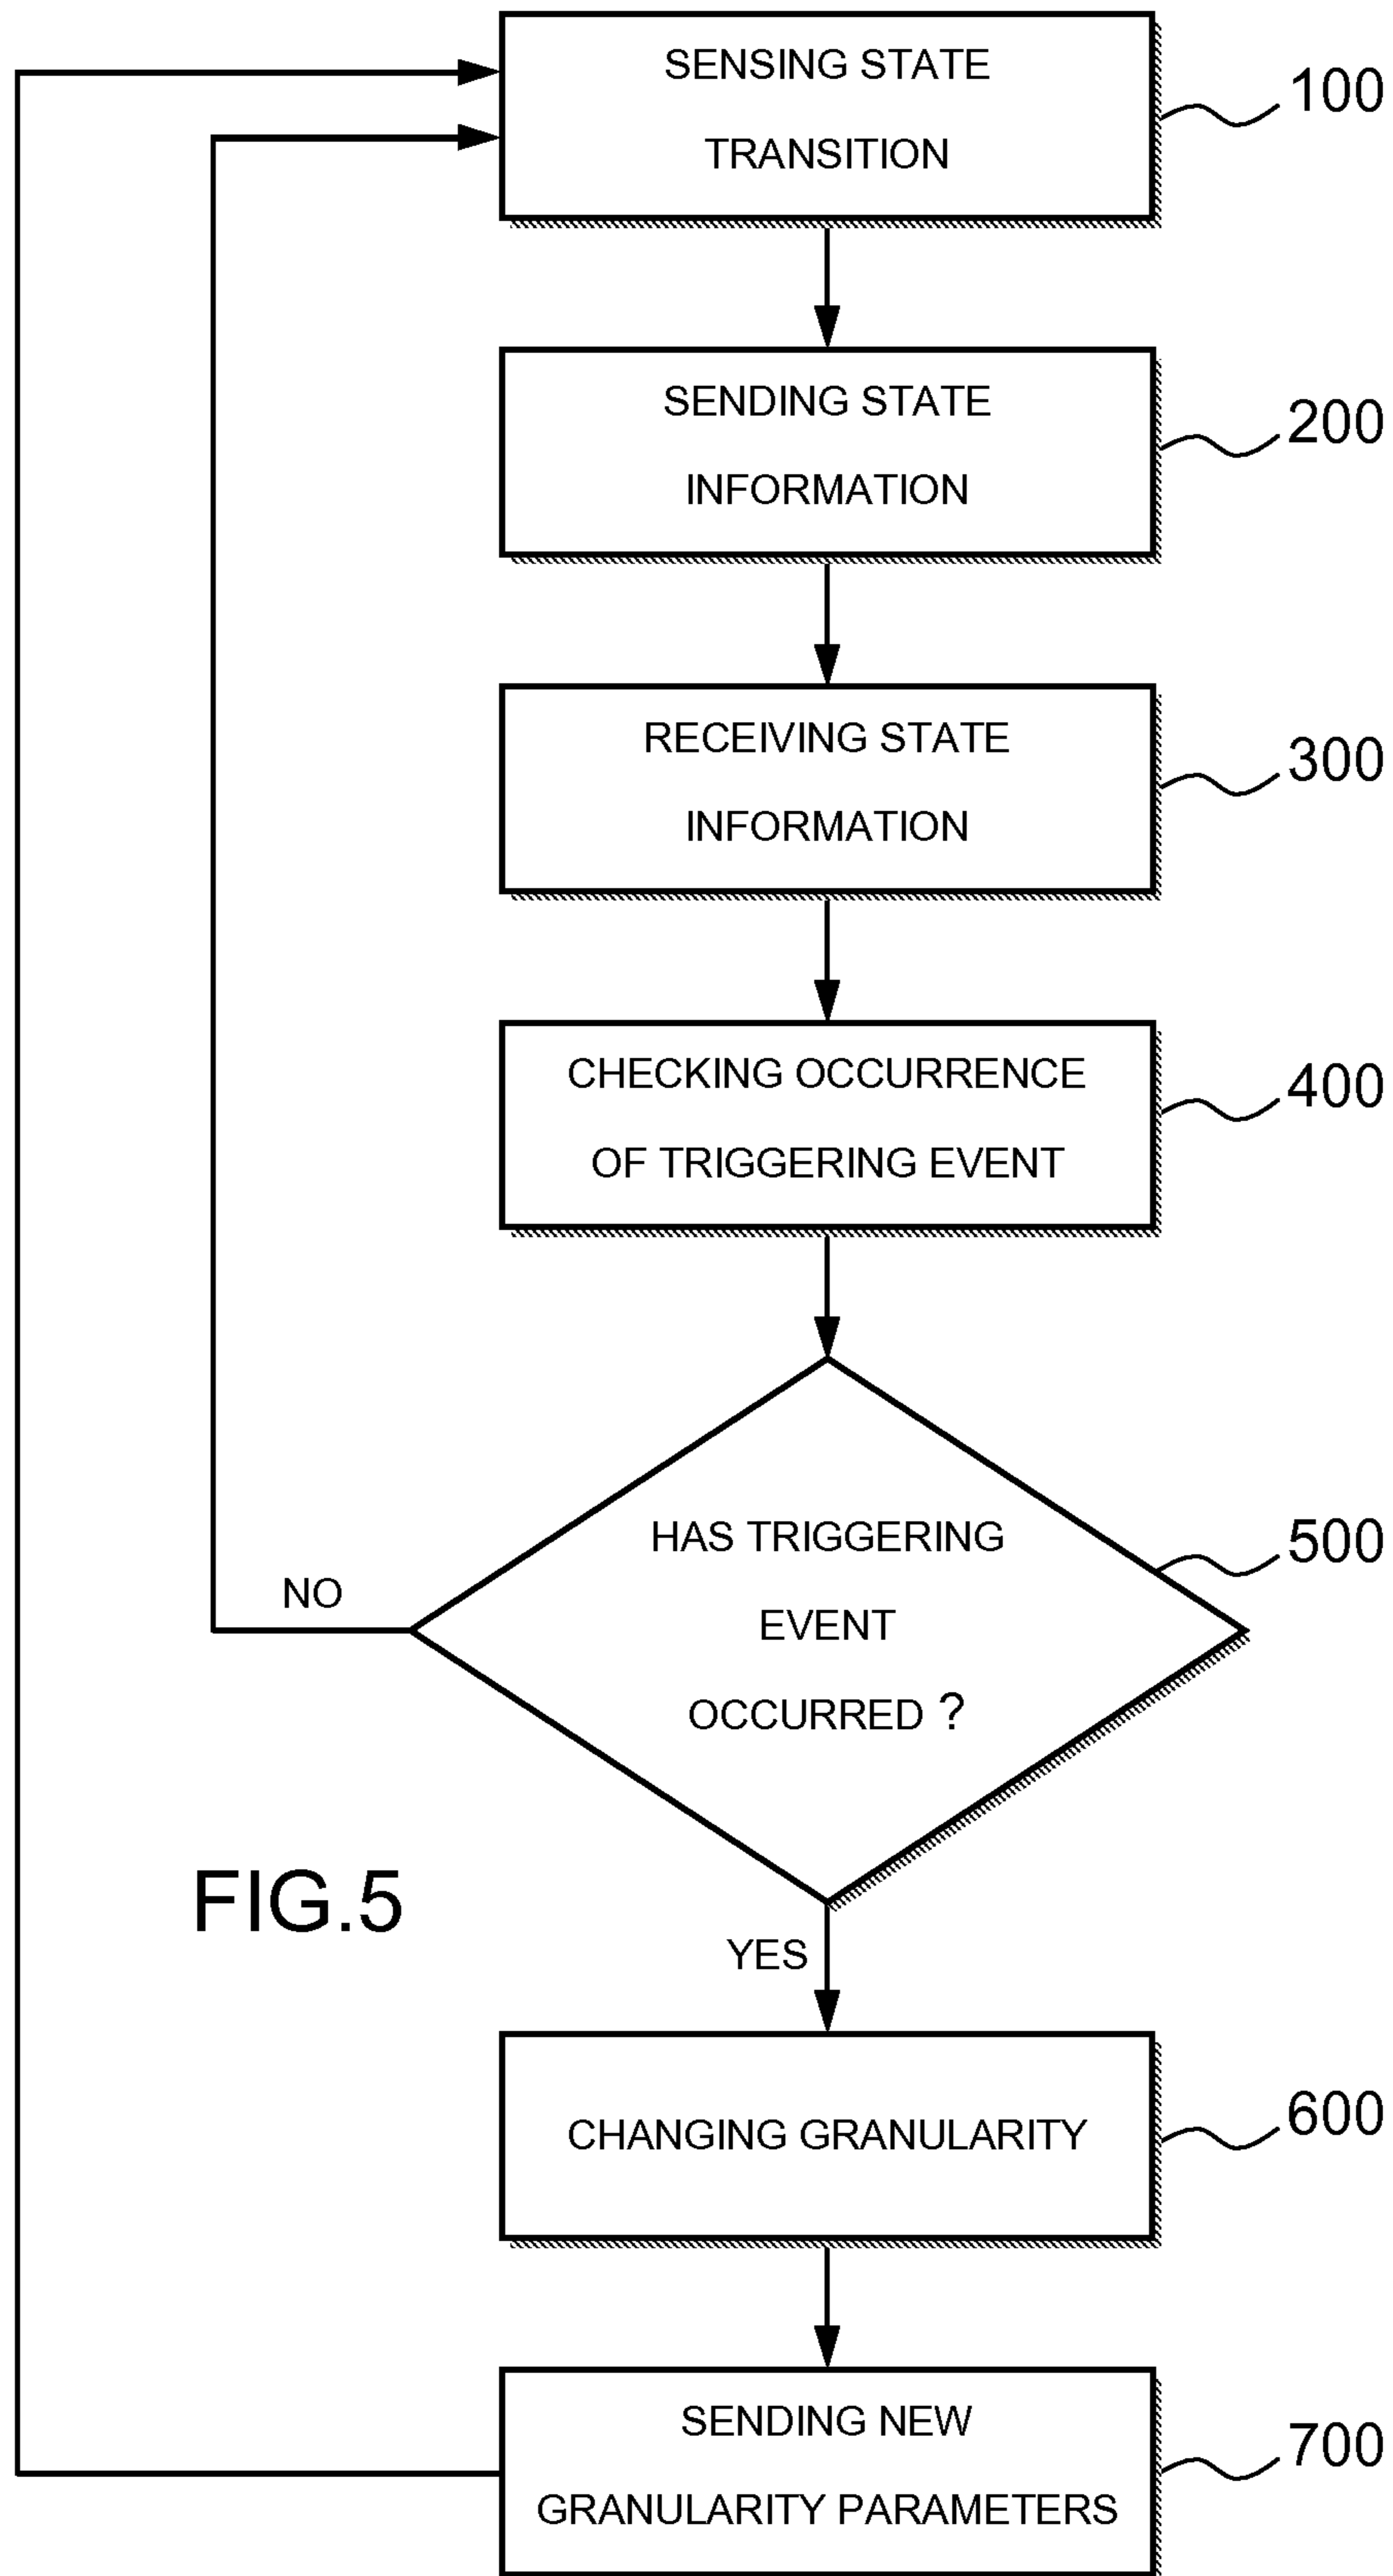 SENSING STATE
TRANSITION
100
SENDING STATE
INFORMATION
200
RECEIVING STATE
INFORMATION
300
CHECKING OCCURRENCE
OF TRIGGERING EVENT
400
HAS TRIGGERING
EVENT
OCCURRED ?
500
NO
FIG.5
YES
CHANGING GRANULARITY
600
SENDING NEW
GRANULARITY PARAMETERS
700